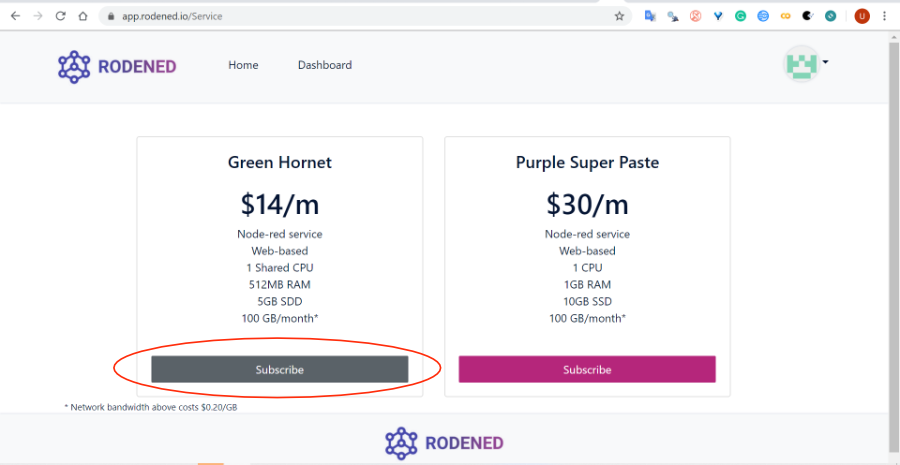 app.rodened.io/Service
U
RODENED
Home
Dashboard
Green Hornet
$14/m
Node-red service
Web-based
1 Shared CPU
512MB RAM
5GB SDD
100 GB/month*
Subscribe
Purple Super Paste
$30/m
Node-red service
Web-based
1 CPU
1GB RAM
10GB SSD
100 GB/month*
Subscribe
* Network bandwidth above costs $0.20/GB
RODENED